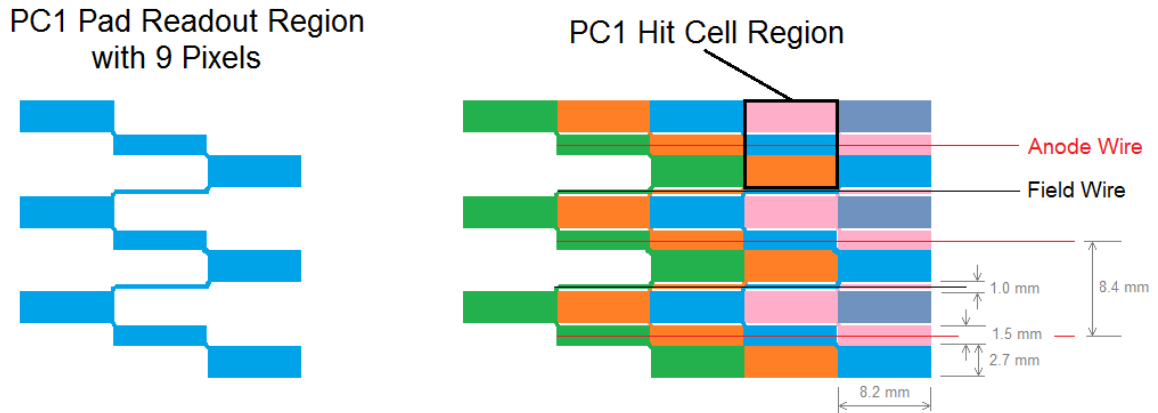 PC1 Pad Readout Region
with 9 Pixels
PC1 Hit Cell Region
Anode Wire
Field Wire
1.0 mm
8.4 mm
1.5 mm
2.7 mm
8.2 mm